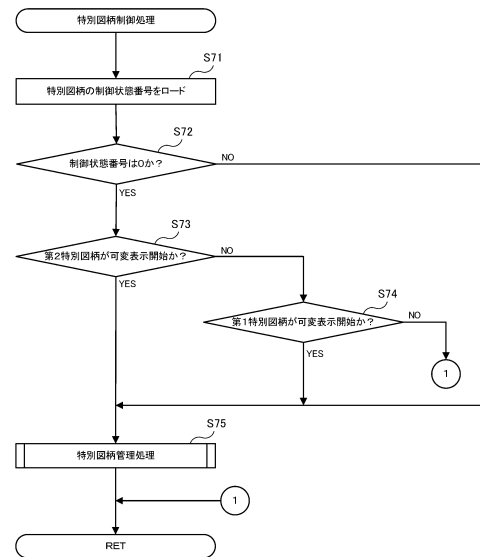 特別図柄制御処理
S71
特別図柄の制御状態番号をロード
S72
制御状態番号は0か？
NO
YES
S73
第2特別図柄が可変表示開始か？
NO
YES
S74
第1特別図柄が可変表示開始か？
NO
YES
1
S75
特別図柄管理処理
1
RET